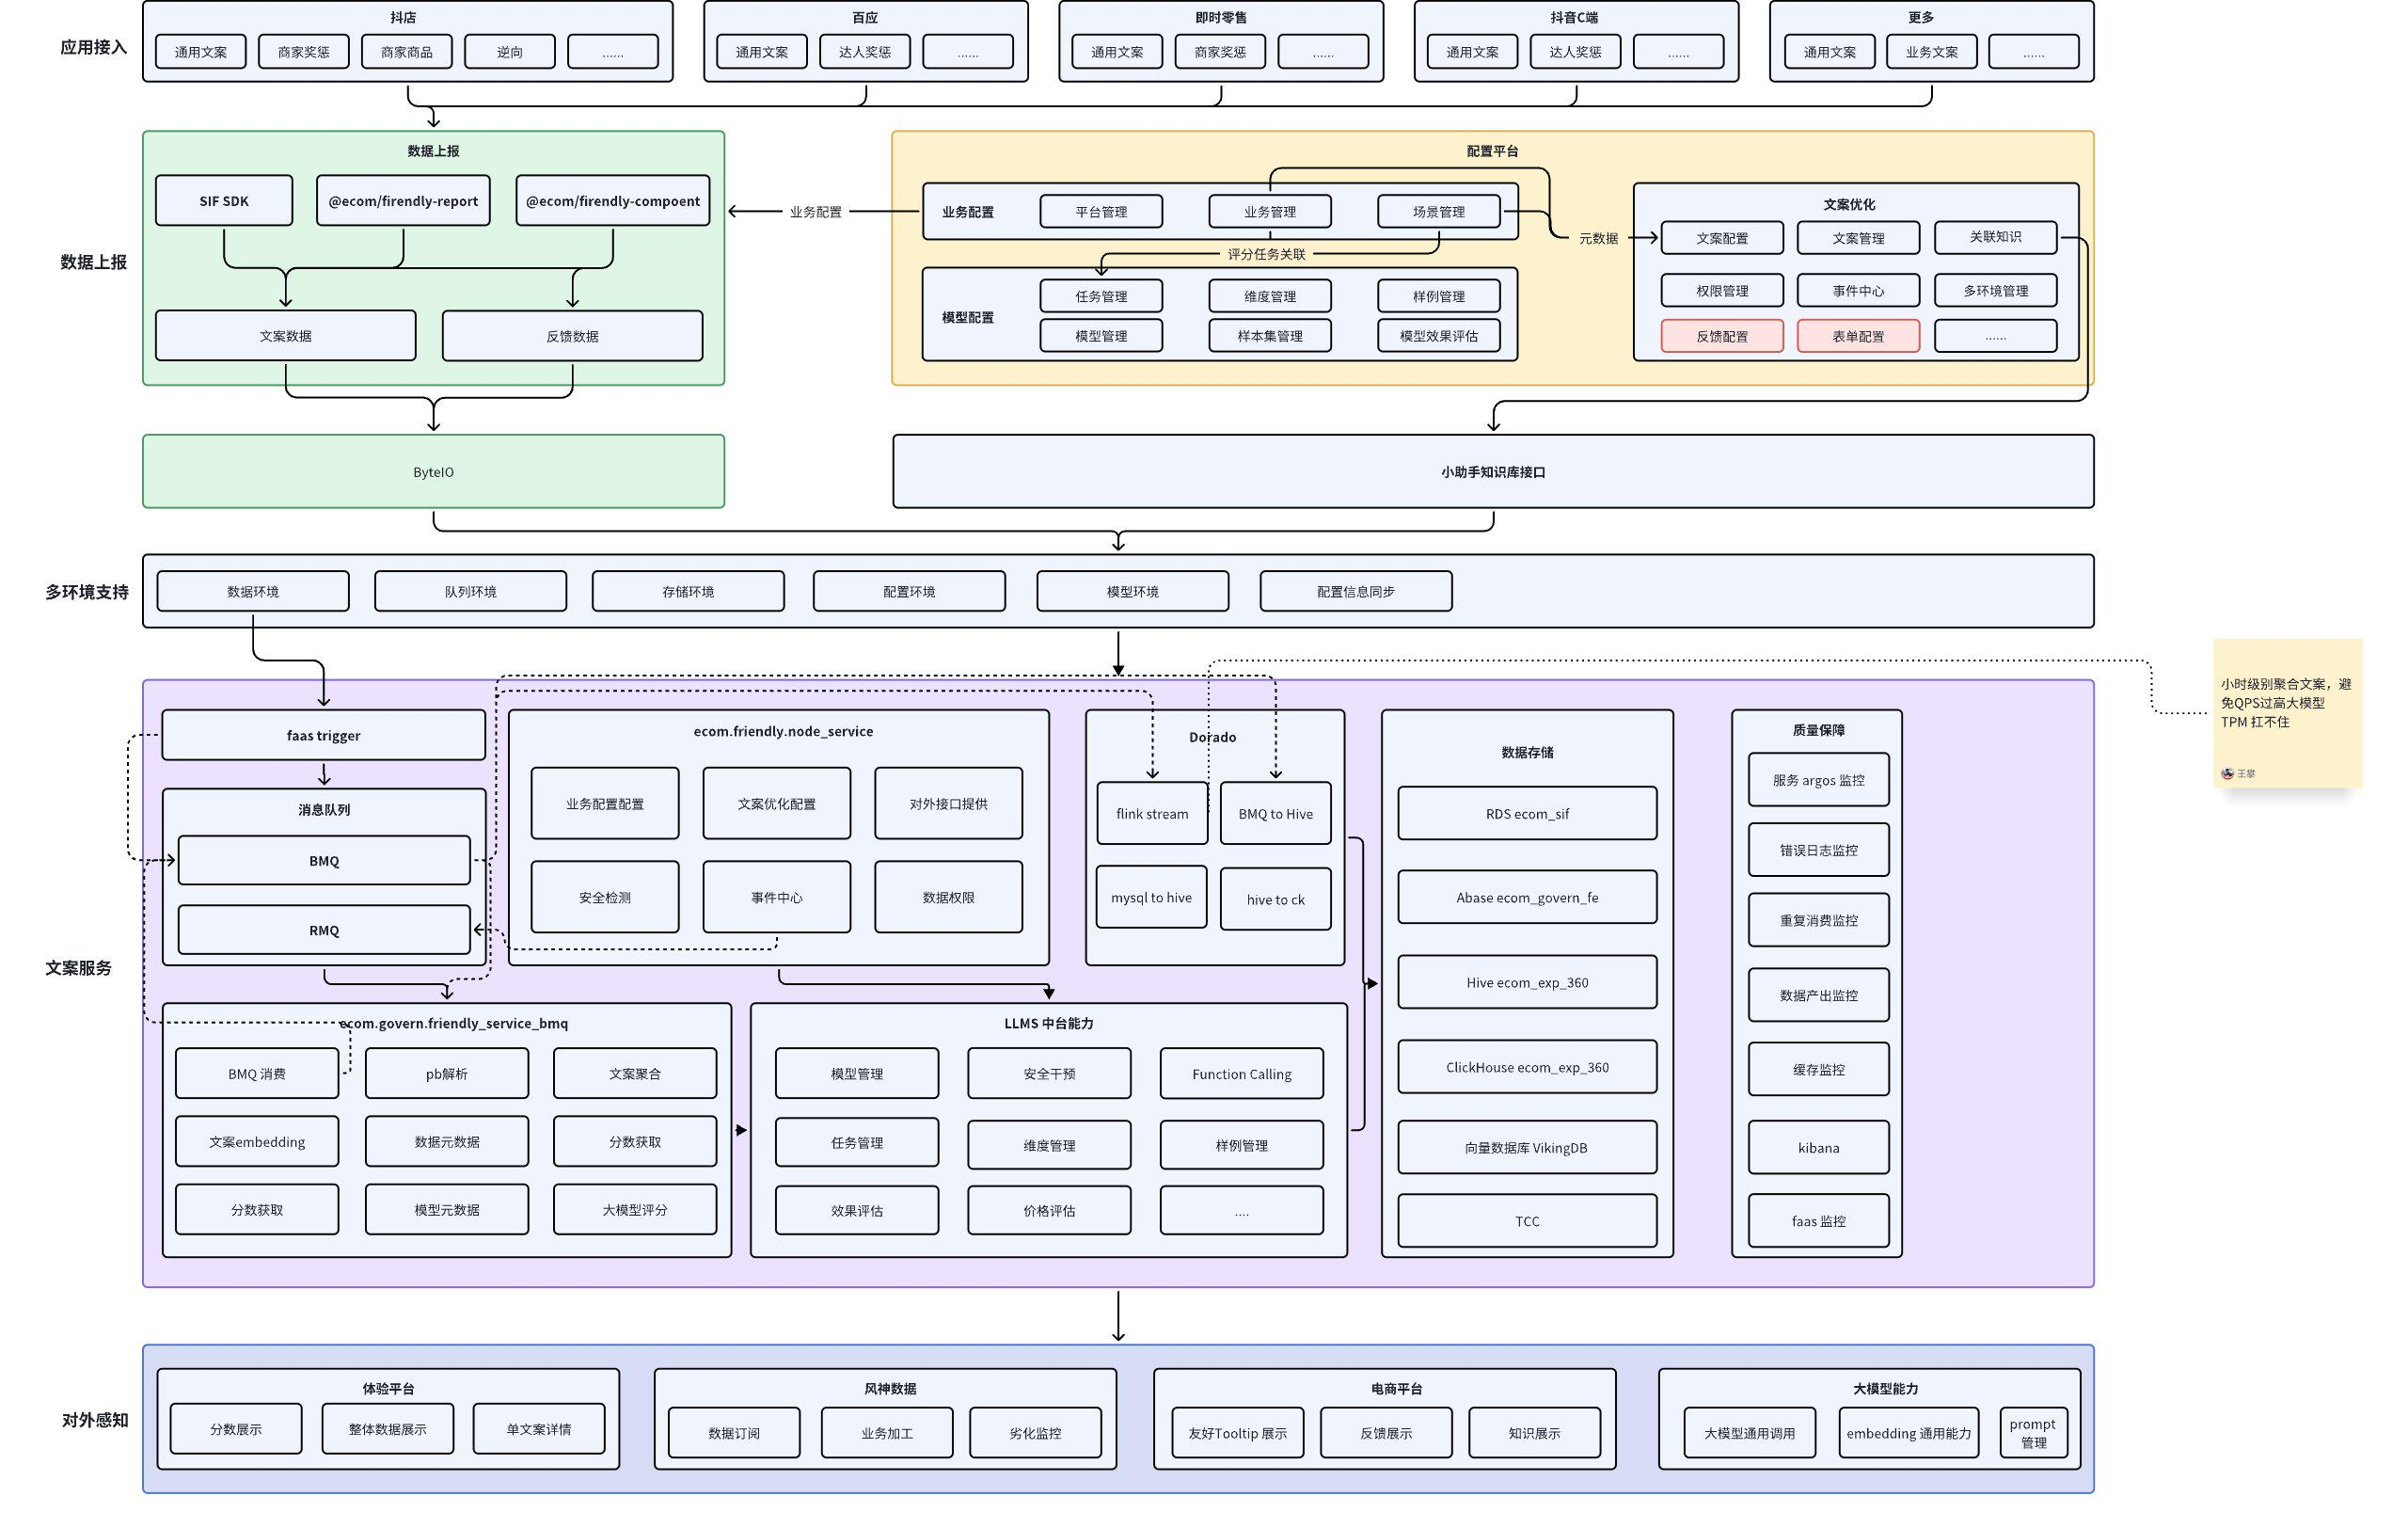 应用接入
抖店
通用文案
商家奖惩
商家商品
逆向
......
百应
通用文案
达人奖惩
......
即时零售
通用文案
商家奖惩
......
抖音C端
通用文案
达人奖惩
......
更多
通用文案
业务文案
......
数据上报
数据上报
SIF SDK
@ecom/firendly-report
@ecom/firendly-compoent
文案数据
反馈数据
业务配置
配置平台
业务配置
平台管理
业务管理
场景管理
评分任务关联
模型配置
任务管理
维度管理
样例管理
模型管理
样本集管理
模型效果评估
元数据
文案优化
文案配置
文案管理
关联知识
权限管理
事件中心
多环境管理
反馈配置
表单配置
......
ByteIO
小助手知识库接口
多环境支持
数据环境
队列环境
存储环境
配置环境
模型环境
配置信息同步
小时级别聚合文案，避
免QPS过高大模型
TPM 扛不住
王攀
文案服务
faas trigger
消息队列
BMQ
RMQ
ecom.friendly.node_service
业务配置配置
文案优化配置
对外接口提供
安全检测
事件中心
数据权限
Dorado
flink stream
BMQ to Hive
mysql to hive
hive to ck
数据存储
RDS ecom_sif
Abase ecom_govern_fe
Hive ecom_exp_360
ClickHouse ecom_exp_360
向量数据库 VikingDB
TCC
质量保障
服务 argos 监控
错误日志监控
重复消费监控
数据产出监控
缓存监控
kibana
faas 监控
ecom.govern.friendly_service_bmq
BMQ 消费
pb解析
文案聚合
文案embedding
数据元数据
分数获取
分数获取
模型元数据
大模型评分
LLMS 中台能力
模型管理
安全干预
Function Calling
任务管理
维度管理
样例管理
效果评估
价格评估
....
对外感知
体验平台
分数展示
整体数据展示
单文案详情
风神数据
数据订阅
业务加工
劣化监控
电商平台
友好Tooltip 展示
反馈展示
知识展示
大模型能力
大模型通用调用
embedding 通用能力
prompt
管理